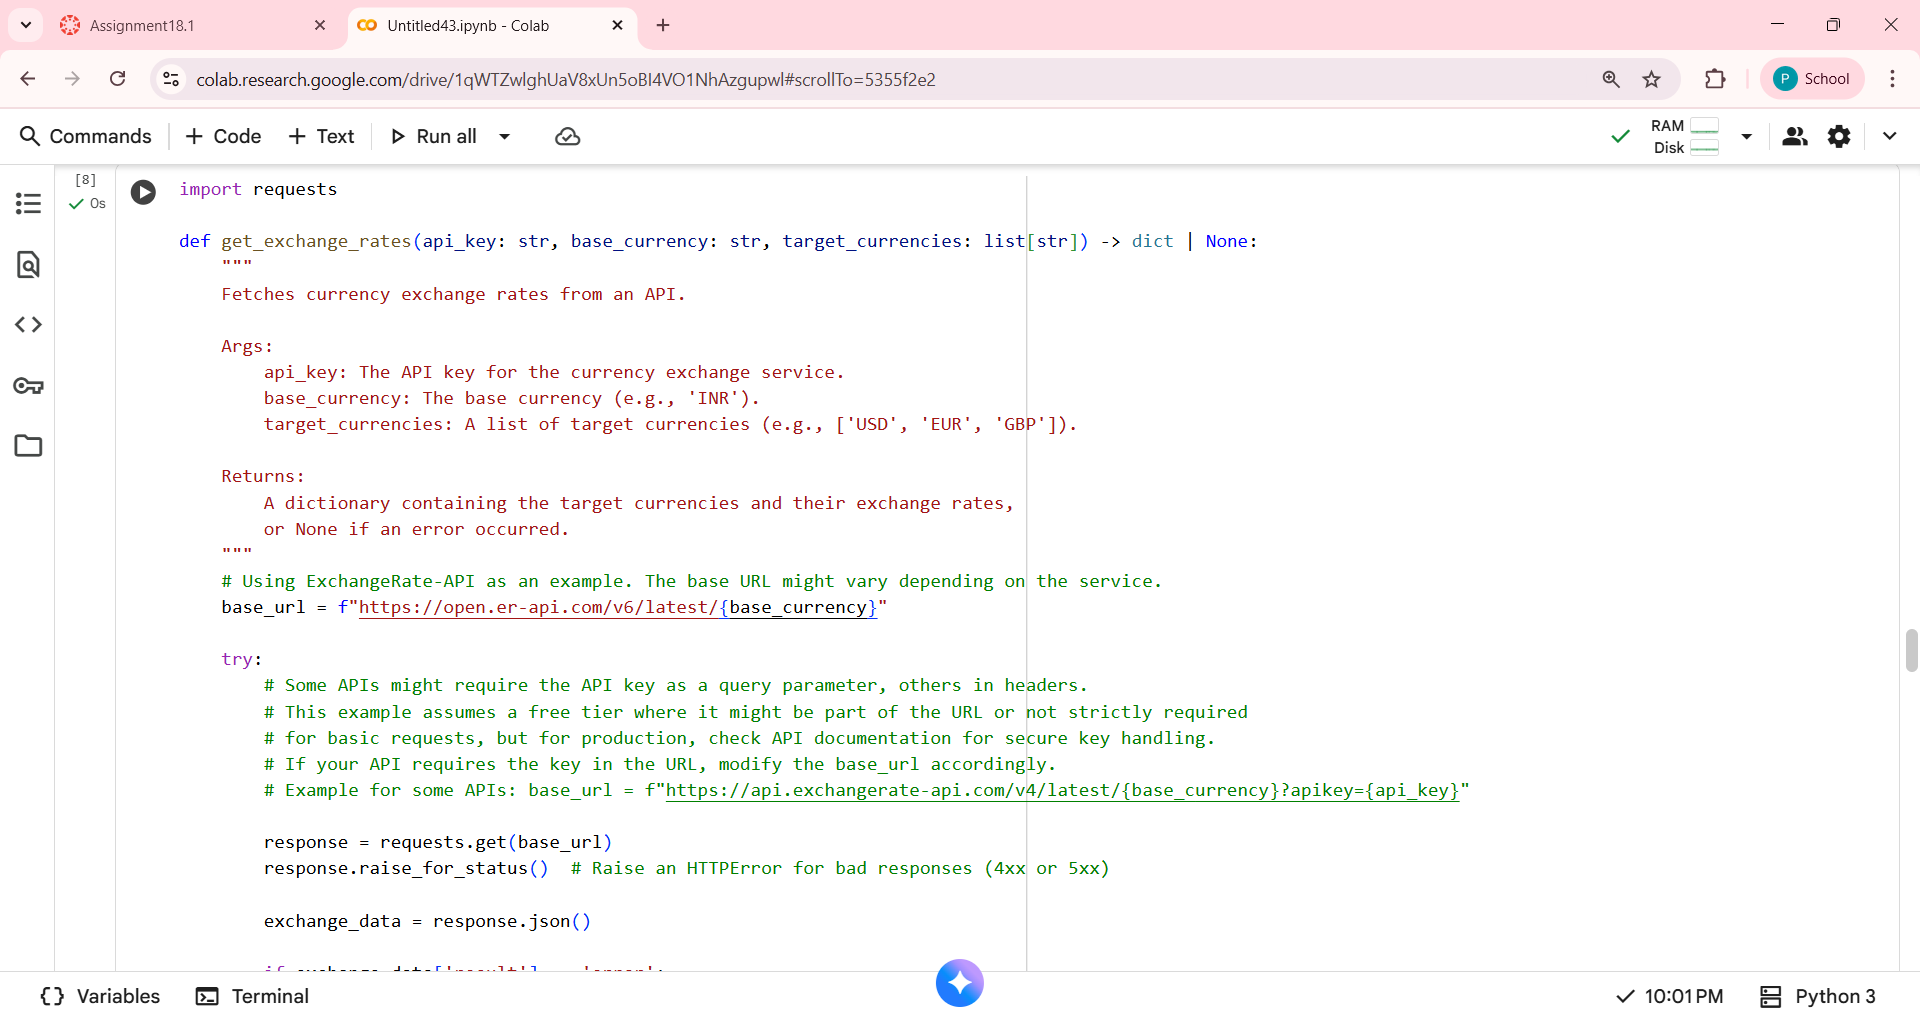 Assignment18.1
Untitled43.ipynb - Colab
colab.research.google.com/drive/1qWTZwlghUaV8xUn5oBI4VO1NhAzgupwl#scrollTo=5355f2e2
P School
Commands
+ Code
+ Text
Run all
RAM
Disk
[8]
0s
import requests
def get_exchange_rates(api_key: str, base_currency: str, target_currencies: list[str]) -> dict | None:
"""
Fetches currency exchange rates from an API.
Args:
api_key: The API key for the currency exchange service.
base_currency: The base currency (e.g., 'INR').
target_currencies: A list of target currencies (e.g., ['USD', 'EUR', 'GBP']).
Returns:
A dictionary containing the target currencies and their exchange rates,
or None if an error occurred.
"""
# Using ExchangeRate-API as an example. The base URL might vary depending on the service.
base_url = f"https://open.er-api.com/v6/latest/{base_currency}"
try:
# Some APIs might require the API key as a query parameter, others in headers.
# This example assumes a free tier where it might be part of the URL or not strictly required
# for basic requests, but for production, check API documentation for secure key handling.
# If your API requires the key in the URL, modify the base_url accordingly.
# Example for some APIs: base_url = f"https://api.exchangerate-api.com/v4/latest/{base_currency}?apikey={api_key}"
response = requests.get(base_url)
response.raise_for_status()  # Raise an HTTPError for bad responses (4xx or 5xx)
exchange_data = response.json()
{} Variables
Terminal
10:01 PM
Python 3